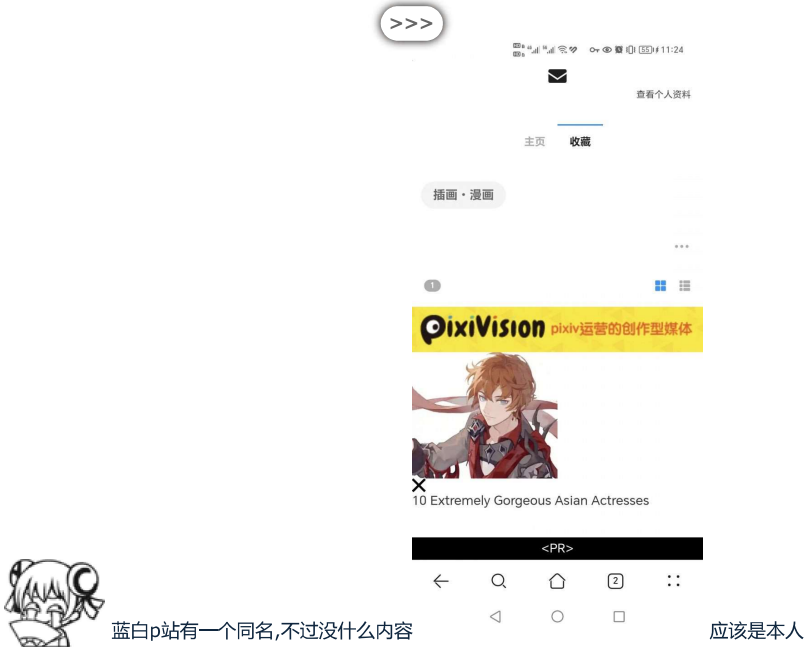 >>>
55 11:24
查看个人资料
主页 收藏
插画・漫画
...
1
pixiVision pixiv运营的创作型媒体
10 Extremely Gorgeous Asian Actresses
<PR>
2
蓝白p站有一个同名,不过没什么内容 应该是本人